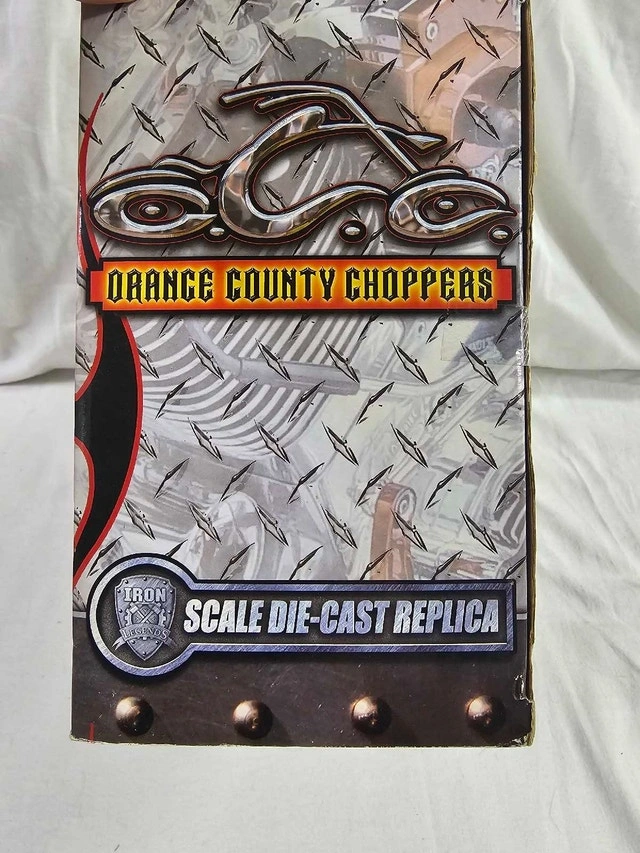 O.C.C.
ORANGE COUNTY CHOPPERS
IRON
LEGENDS
SCALE DIE-CAST REPLICA